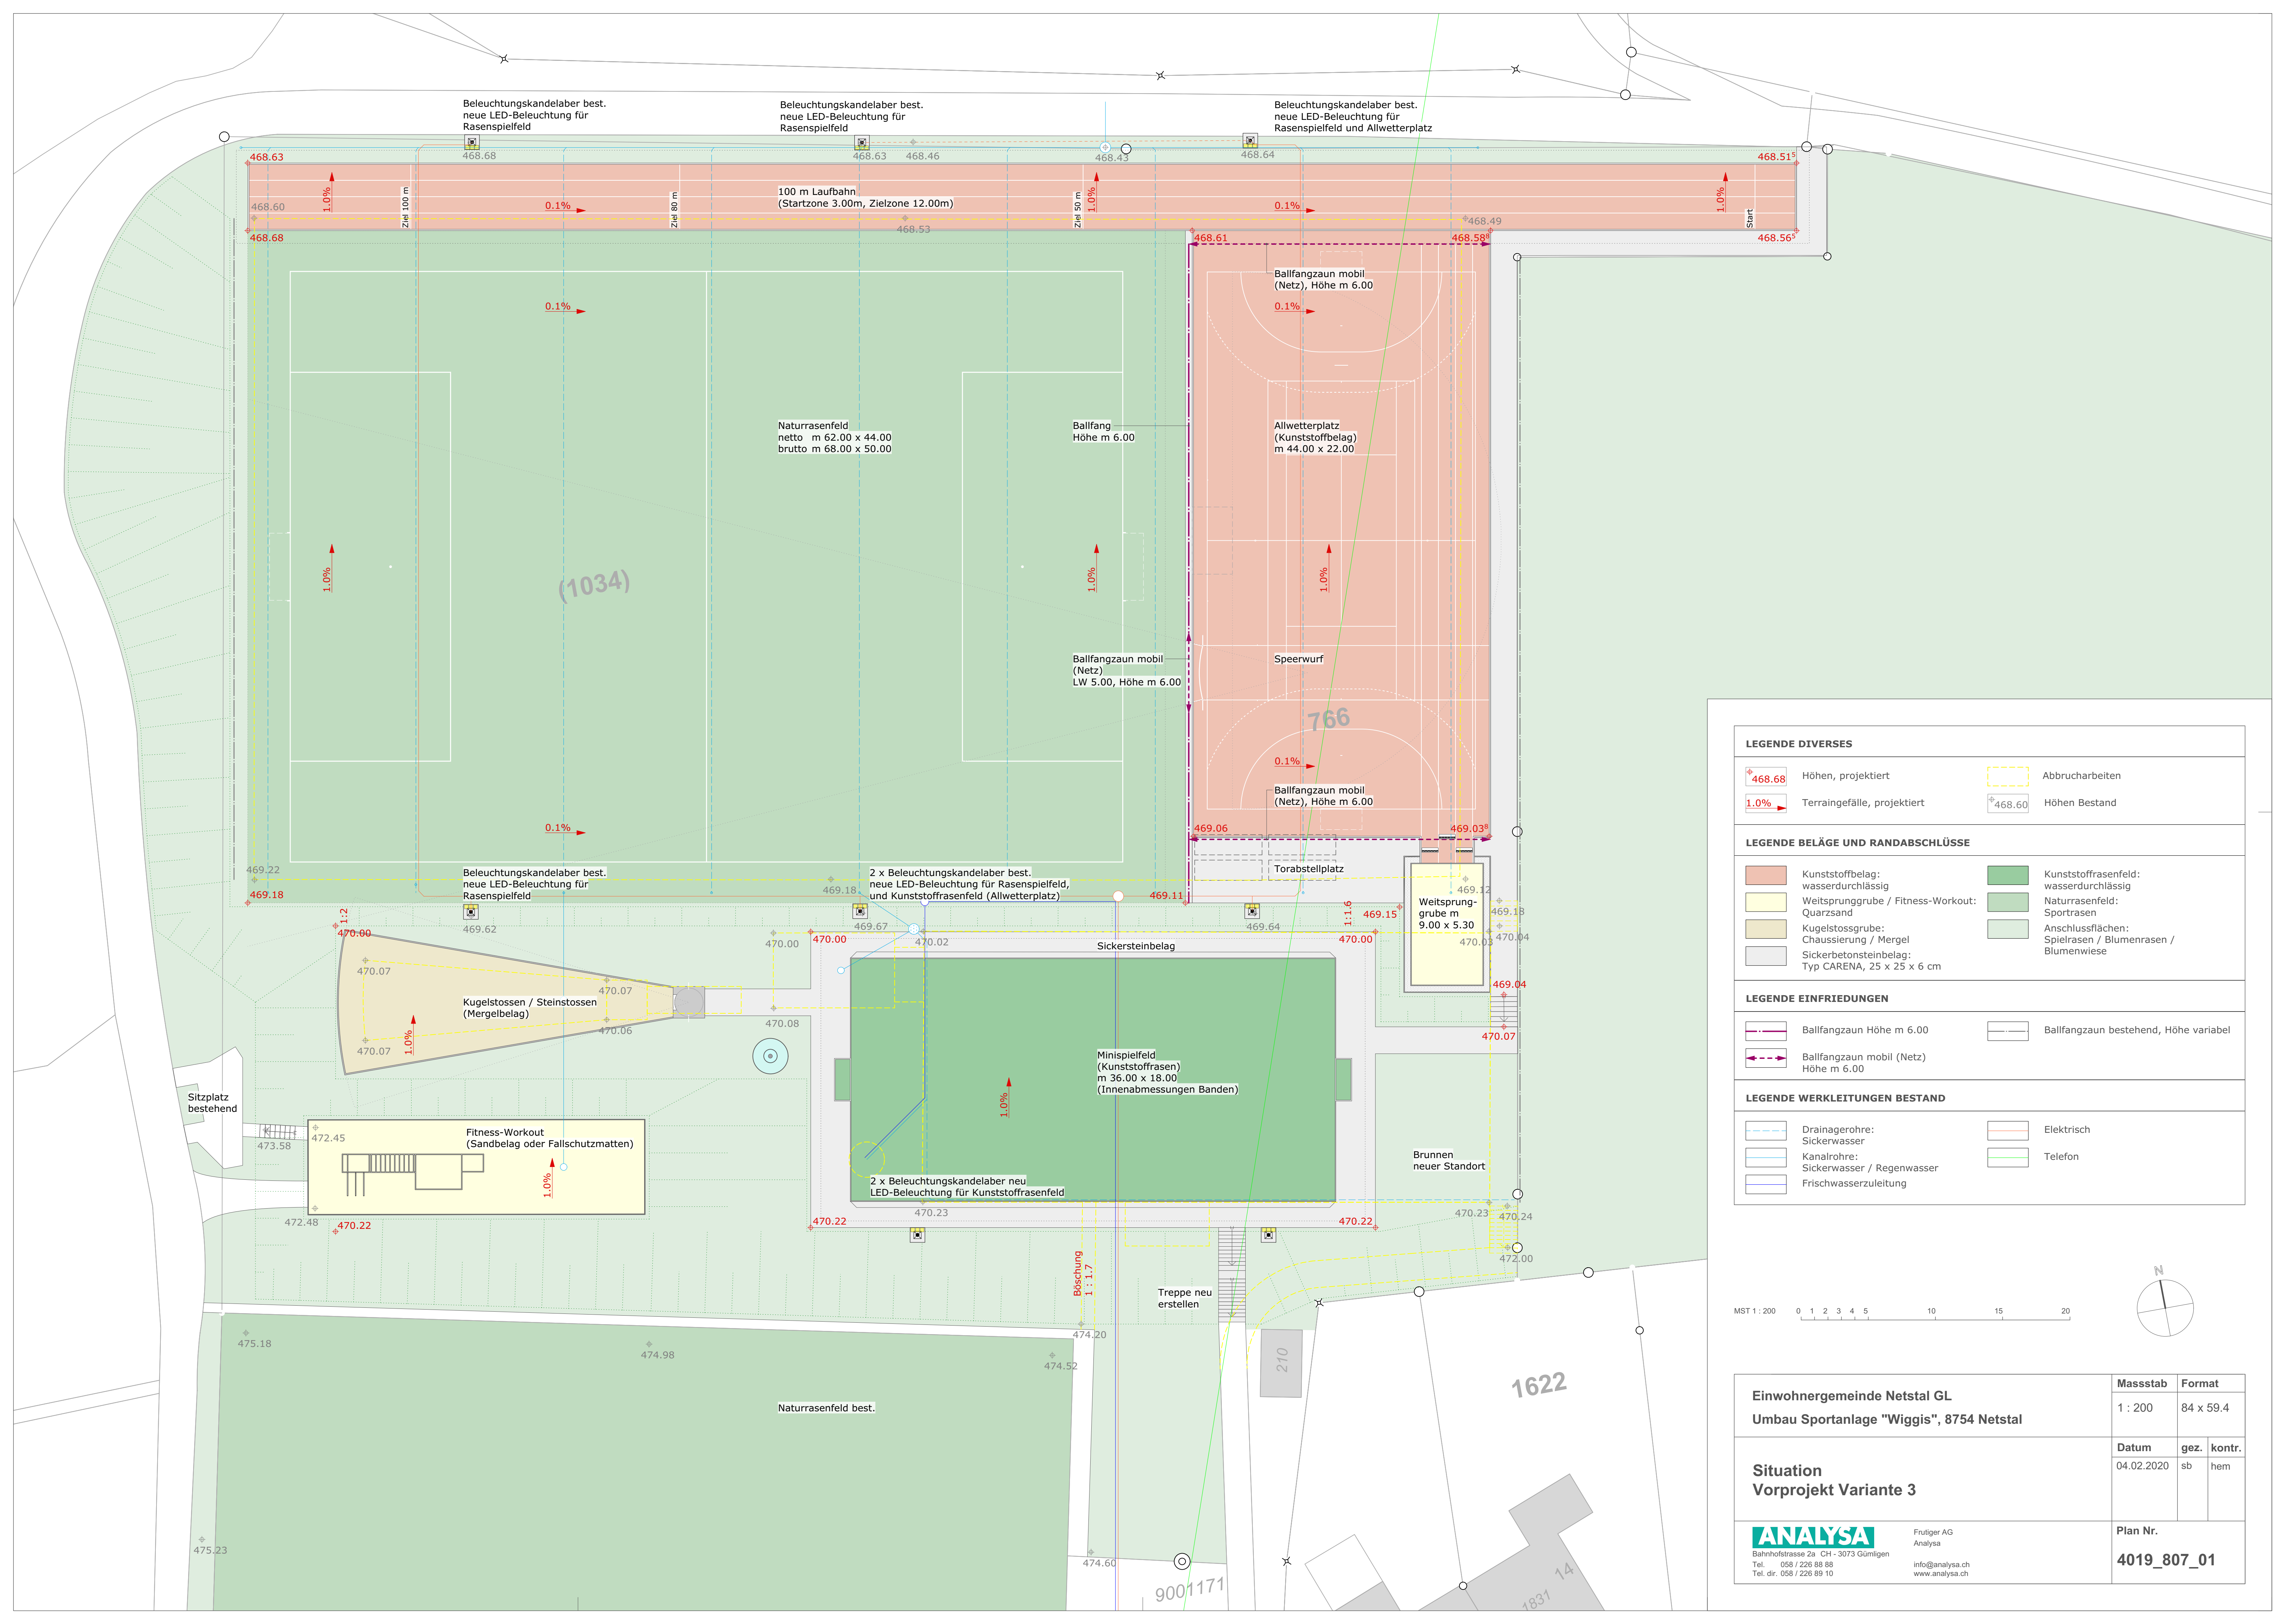 Beleuchtungskandelaber best.
neue LED-Beleuchtung für
Rasenspielfeld
Beleuchtungskandelaber best.
neue LED-Beleuchtung für
Rasenspielfeld
Beleuchtungskandelaber best.
neue LED-Beleuchtung für
Rasenspielfeld und Allwetterplatz
468.63
468.68
468.63
468.46
468.43
468.64
468.51⁵
1.0%
Ziel 100 m
Ziel 80 m
100 m Laufbahn
(Startzone 3.00m, Zielzone 12.00m)
Ziel 50 m
1.0%
1.0%
Start
468.60
0.1%
0.1%
468.53
468.49
468.68
468.61
468.58⁸
468.56⁵
Ballfangzaun mobil
(Netz), Höhe m 6.00
0.1%
0.1%
Naturrasenfeld
netto m 62.00 x 44.00
brutto m 68.00 x 50.00
Ballfang
Höhe m 6.00
Allwetterplatz
(Kunststoffbelag)
m 44.00 x 22.00
1.0%
(1034)
1.0%
1.0%
Ballfangzaun mobil
(Netz)
LW 5.00, Höhe m 6.00
Speerwurf
766
0.1%
Ballfangzaun mobil
(Netz), Höhe m 6.00
0.1%
469.06
469.03⁸
469.22
469.18
Beleuchtungskandelaber best.
neue LED-Beleuchtung für
Rasenspielfeld
469.18
2 x Beleuchtungskandelaber best.
neue LED-Beleuchtung für Rasenspielfeld,
und Kunststoffrasenfeld (Allwetterplatz)
469.11
Torabstellplatz
469.12
Weitsprung-
grube m
9.00 x 5.30
1:2
470.00
469.62
469.67
469.64
1:1.6
469.15
469.18
470.00
470.00
470.02
Sickersteinbelag
470.00
470.03
470.04
470.07
470.07
Kugelstossen / Steinstossen
(Mergelbelag)
470.06
470.07
1.0%
470.08
469.04
470.07
Minispielfeld
(Kunststoffrasen)
m 36.00 x 18.00
(Innenabmessungen Banden)
1.0%
Sitzplatz
bestehend
473.58
472.45
Fitness-Workout
(Sandbelag oder Fallschutzmatten)
1.0%
472.48
470.22
Brunnen
neuer Standort
2 x Beleuchtungskandelaber neu
LED-Beleuchtung für Kunststoffrasenfeld
470.22
470.23
470.22
470.23
470.24
472.00
Böschung
1 : 1.7
Treppe neu
erstellen
475.18
474.98
474.52
474.20
210
1622
Naturrasenfeld best.
475.23
474.60
9001171
1831
14
LEGENDE DIVERSES
468.68
Höhen, projektiert
Abbrucharbeiten
1.0%
Terraingefälle, projektiert
468.60
Höhen Bestand
LEGENDE BELÄGE UND RANDABSCHLÜSSE
Kunststoffbelag:
wasserdurchlässig
Kunststoffrasenfeld:
wasserdurchlässig
Weitsprunggrube / Fitness-Workout:
Quarzsand
Naturrasenfeld:
Sportrasen
Kugelstossgrube:
Chaussierung / Mergel
Anschlussflächen:
Spielrasen / Blumenrasen /
Blumenwiese
Sickerbetonsteinbelag:
Typ CARENA, 25 x 25 x 6 cm
LEGENDE EINFRIEDUNGEN
Ballfangzaun Höhe m 6.00
Ballfangzaun bestehend, Höhe variabel
Ballfangzaun mobil (Netz)
Höhe m 6.00
LEGENDE WERKLEITUNGEN BESTAND
Drainagerohre:
Sickerwasser
Elektrisch
Kanalrohre:
Sickerwasser / Regenwasser
Telefon
Frischwasserzuleitung
N
MST 1 : 200
0 1 2 3 4 5 10 15 20
Einwohnergemeinde Netstal GL
Umbau Sportanlage "Wiggis", 8754 Netstal
Massstab
Format
1 : 200
84 x 59.4
Datum
gez.
kontr.
04.02.2020
sb
hem
Situation
Vorprojekt Variante 3
ANALYSA
Bahnhofstrasse 2a CH - 3073 Gümligen
Tel. 058 / 226 88 88
Tel. dir. 058 / 226 89 10
Frutiger AG
Analysa
info@analysa.ch
www.analysa.ch
Plan Nr.
4019_807_01